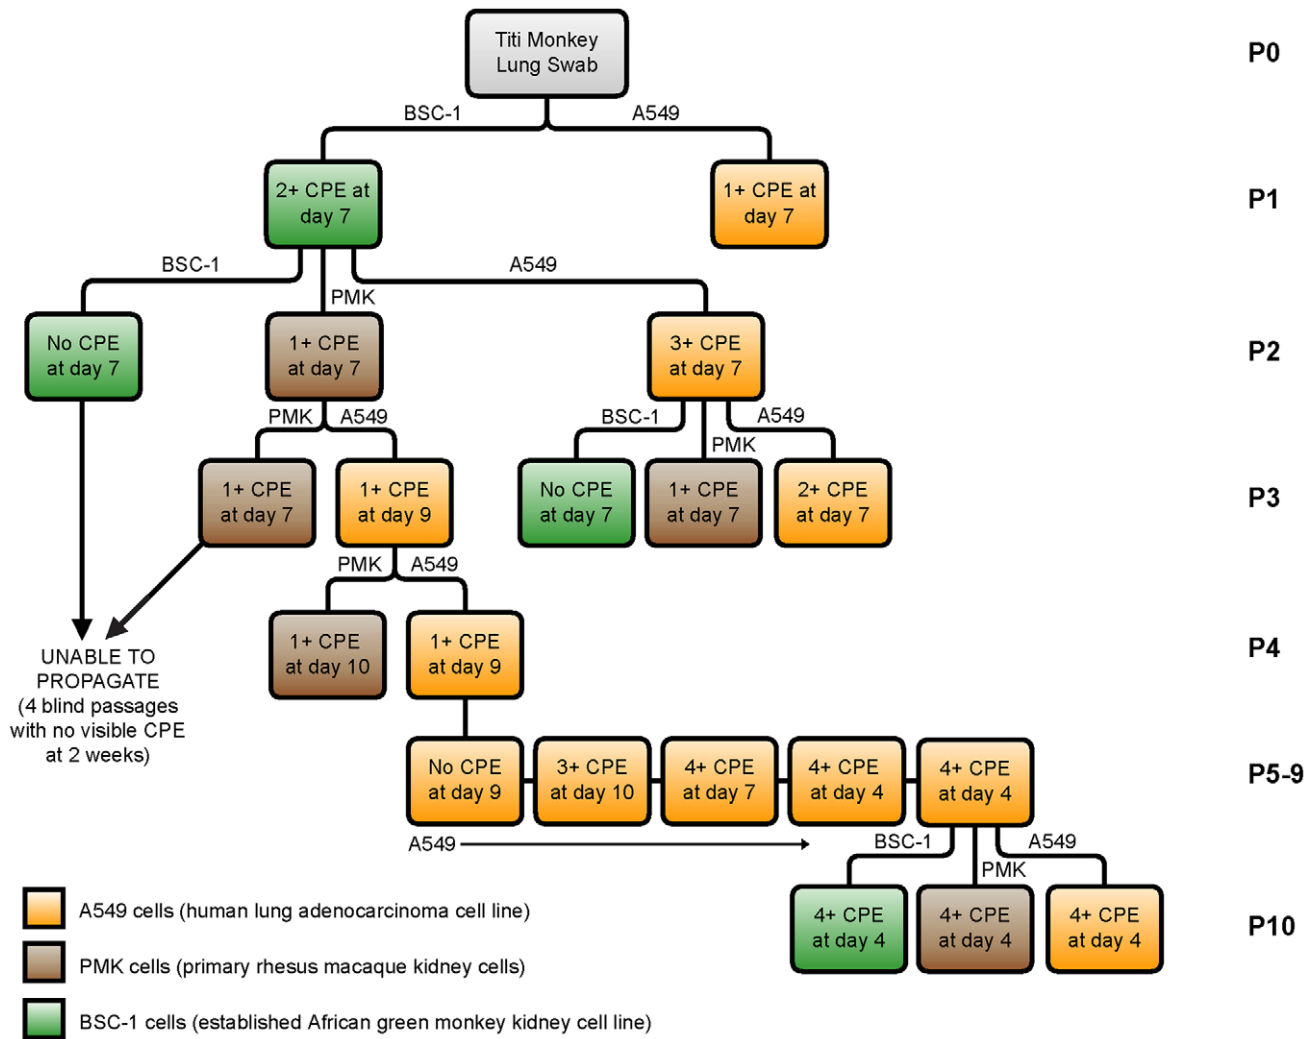 Titi Monkey
Lung Swab
P0
BSC-1
A549
2+ CPE at
day 7
1+ CPE at
day 7
P1
BSC-1
PMK
A549
No CPE
at day 7
1+ CPE
at day 7
3+ CPE
at day 7
P2
PMK
A549
BSC-1
PMK
A549
1+ CPE
at day 7
1+ CPE
at day 9
No CPE
at day 7
1+ CPE
at day 7
2+ CPE
at day 7
P3
PMK
A549
1+ CPE
at day 10
1+ CPE
at day 9
P4
UNABLE TO
PROPAGATE
(4 blind passages
with no visible CPE
at 2 weeks)
No CPE
at day 9
3+ CPE
at day 10
4+ CPE
at day 7
4+ CPE
at day 4
4+ CPE
at day 4
P5-9
A549
BSC-1
PMK
A549
4+ CPE
at day 4
4+ CPE
at day 4
4+ CPE
at day 4
P10
A549 cells (human lung adenocarcinoma cell line)
PMK cells (primary rhesus macaque kidney cells)
BSC-1 cells (established African green monkey kidney cell line)